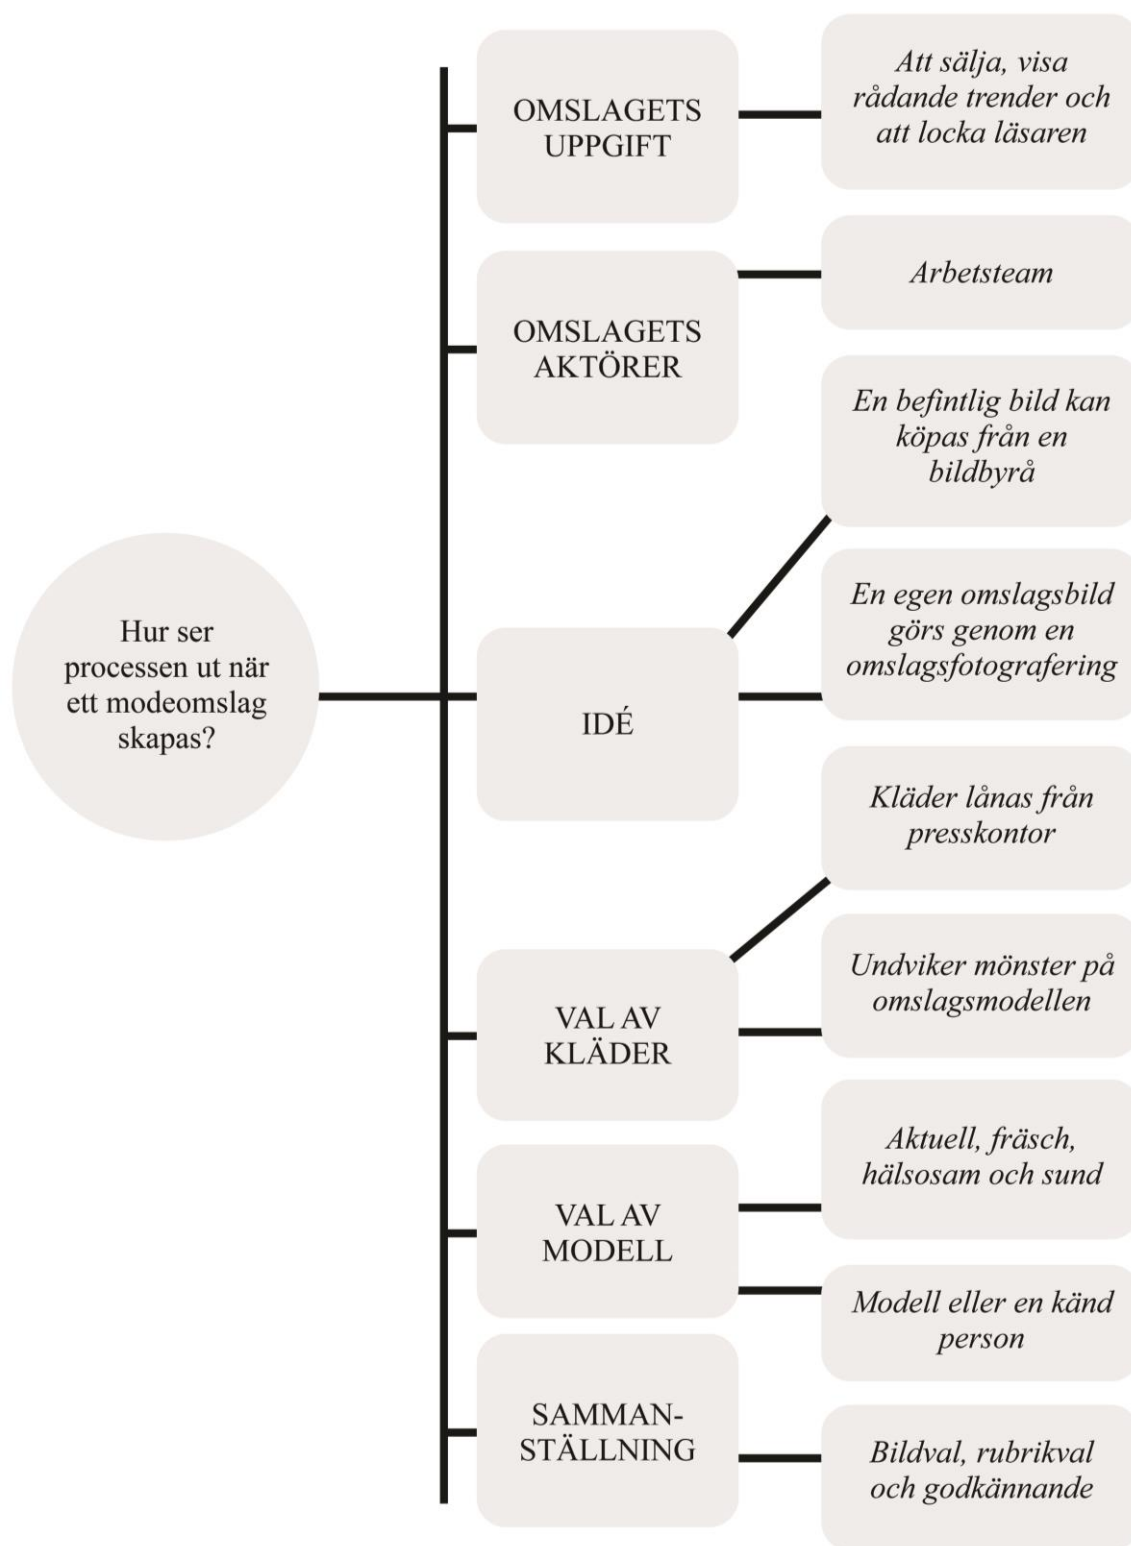 Hur ser
processen ut när
ett modeomslag
skapas?
OMSLAGETS
UPPGIFT
Att sälja, visa
rådande trender och
att locka läsaren
OMSLAGETS
AKTÖRER
Arbetsteam
IDÉ
En befintlig bild kan
köpas från en
bildbyrå
En egen omslagsbild
görs genom en
omslagsfotografering
VAL AV
KLÄDER
Kläder lånas från
presskontor
Undviker mönster på
omslagsmodellen
VAL AV
MODELL
Aktuell, fräsch,
hälsosam och sund
Modell eller en känd
person
SAMMAN-
STÄLLNING
Bildval, rubrikval
och godkännande